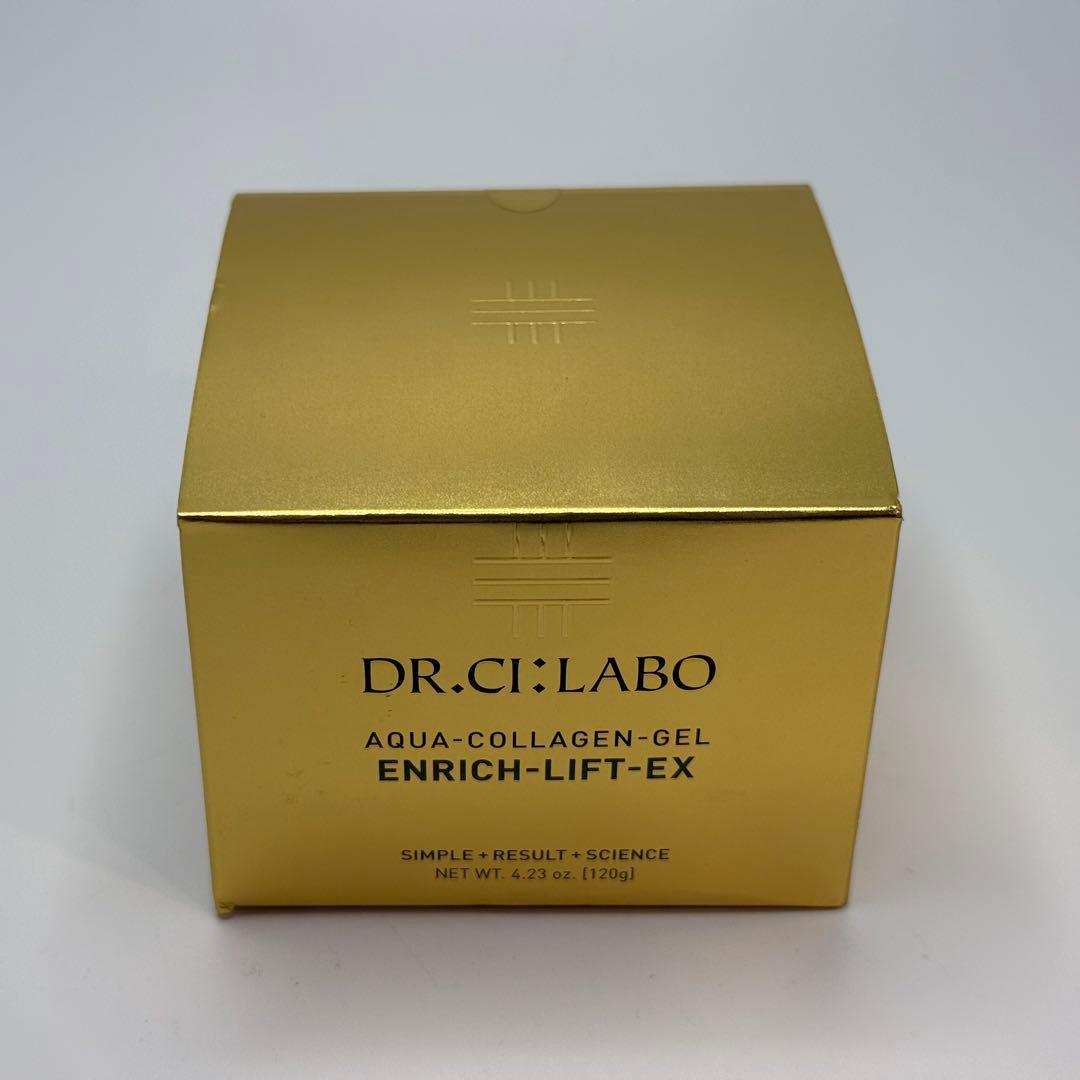 DR.CI:LABO
AQUA-COLLAGEN-GEL
ENRICH-LIFT-EX
SIMPLE + RESULT + SCIENCE
NET WT. 4.23 oz. [120g]